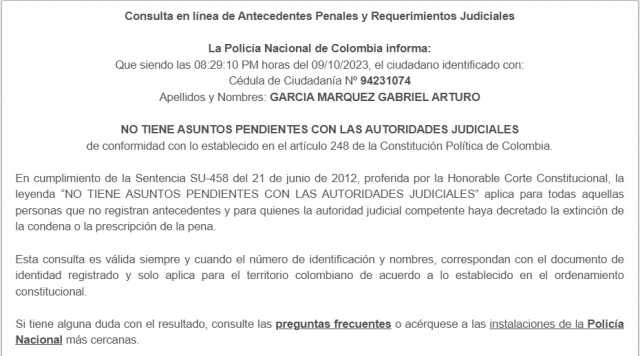 Consulta en línea de Antecedentes Penales y Requerimientos Judiciales
La Policía Nacional de Colombia informa:
Que siendo las 08:29:10 PM horas del 09/10/2023, el ciudadano identificado con:
Cédula de Ciudadanía Nº 94231074
Apellidos y Nombres: GARCIA MARQUEZ GABRIEL ARTURO
NO TIENE ASUNTOS PENDIENTES CON LAS AUTORIDADES JUDICIALES
de conformidad con lo establecido en el artículo 248 de la Constitución Política de Colombia.
En cumplimiento de la Sentencia SU-458 del 21 de junio de 2012, proferida por la Honorable Corte Constitucional, la
leyenda "NO TIENE ASUNTOS PENDIENTES CON LAS AUTORIDADES JUDICIALES" aplica para todas aquellas
personas que no registran antecedentes y para quienes la autoridad judicial competente haya decretado la extinción de
la condena o la prescripción de la pena.
Esta consulta es válida siempre y cuando el número de identificación y nombres, correspondan con el documento de
identidad registrado y solo aplica para el territorio colombiano de acuerdo a lo establecido en el ordenamiento
constitucional.
Si tiene alguna duda con el resultado, consulte las preguntas frecuentes o acérquese a las instalaciones de la Policía
Nacional más cercanas.